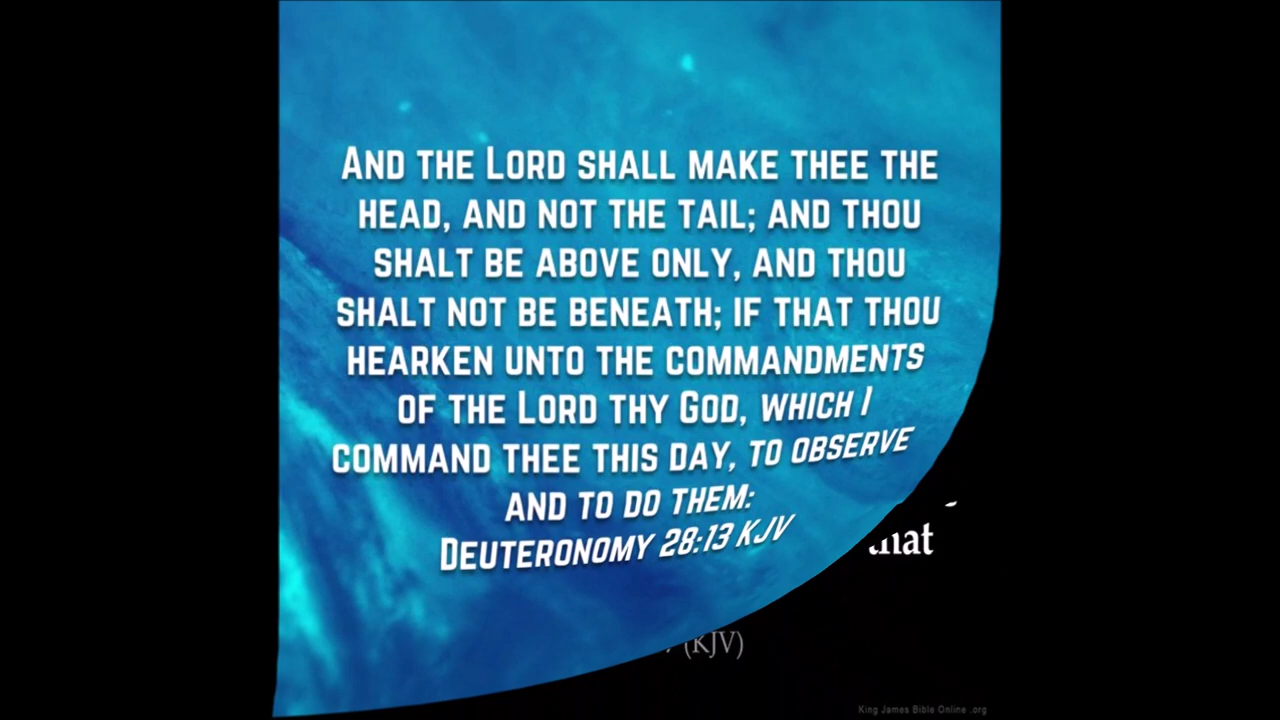 And the Lord shall make thee the
head, and not the tail; and thou
shalt be above only, and thou
shalt not be beneath; if that thou
hearken unto the commandments
of the Lord thy God, which I
command thee this day, to observe
and to do them:
Deuteronomy 28:13 KJV
that
(KJV)
King James Bible Online .org